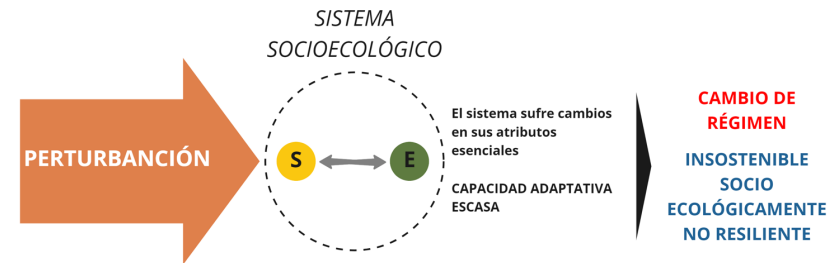 SISTEMA
SOCIOECOLÓGICO
PERTURBANCIÓN
S
E
El sistema sufre cambios
en sus atributos
esenciales
CAPACIDAD ADAPTATIVA
ESCASA
CAMBIO DE
RÉGIMEN
INSOSTENIBLE
SOCIO
ECOLÓGICAMENTE
NO RESILIENTE